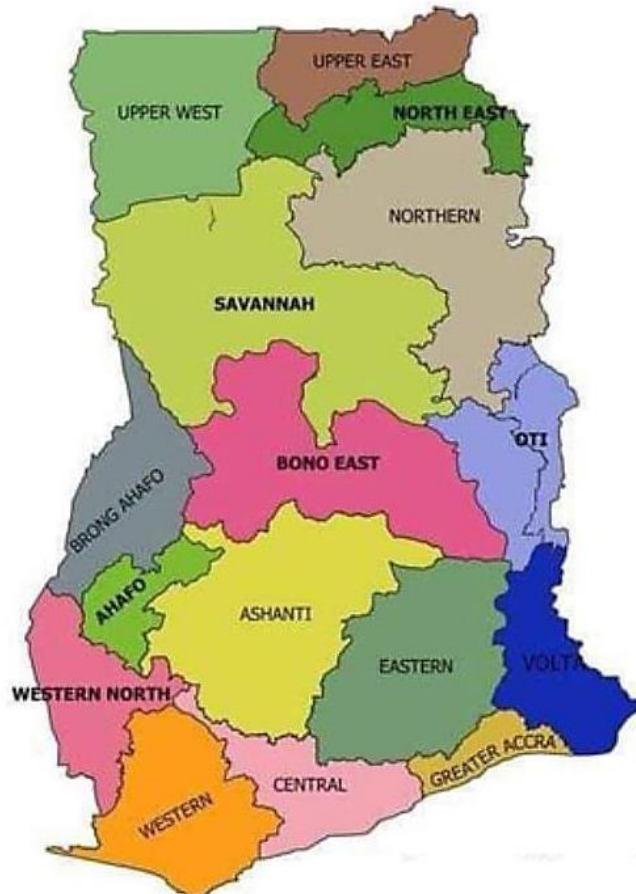 UPPER EAST
UPPER WEST
NORTH EAST
NORTHERN
SAVANNAH
OTI
BONO EAST
BRONG AHAFO
AHAFO
ASHANTI
EASTERN
VOLTA
WESTERN NORTH
GREATER ACCRA
CENTRAL
WESTERN